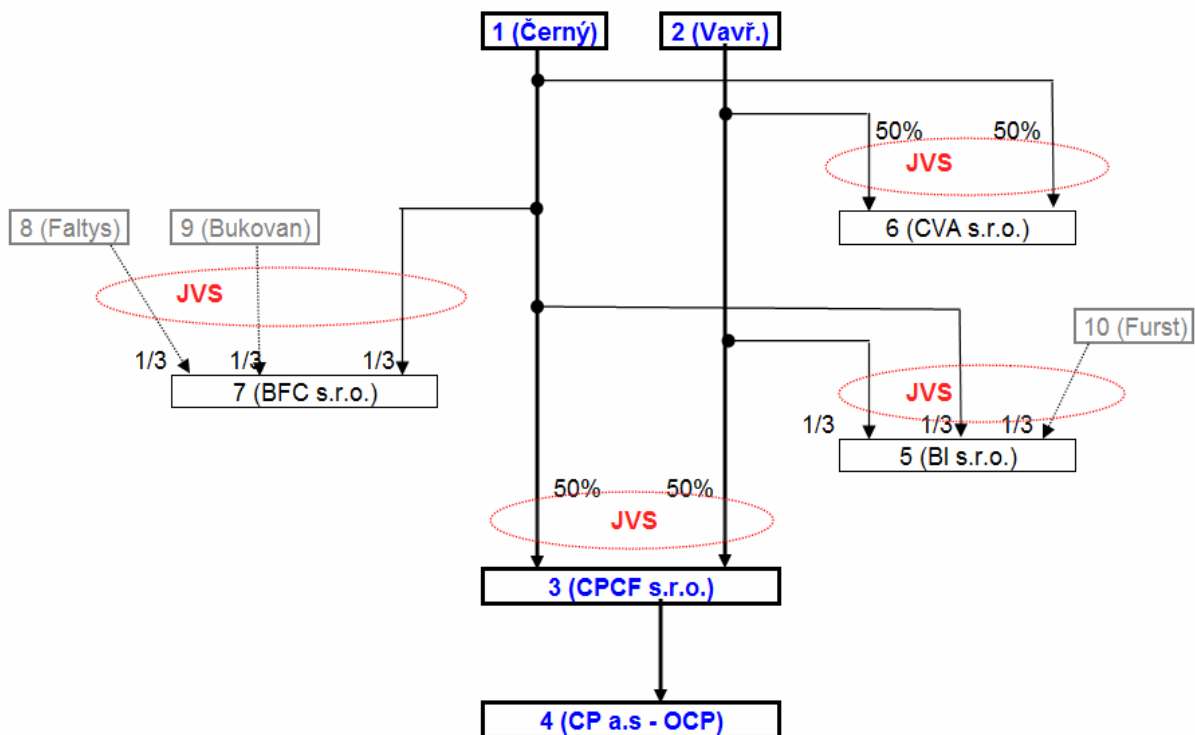 1 (Černý)
2 (Vavř.)
50%
50%
JVS
6 (CVA s.r.o.)
8 (Faltys)
9 (Bukovan)
JVS
1/3
1/3
1/3
7 (BFC s.r.o.)
10 (Furst)
JVS
1/3
1/3
1/3
5 (BI s.r.o.)
50%
50%
JVS
3 (CPCF s.r.o.)
4 (CP a.s - OCP)